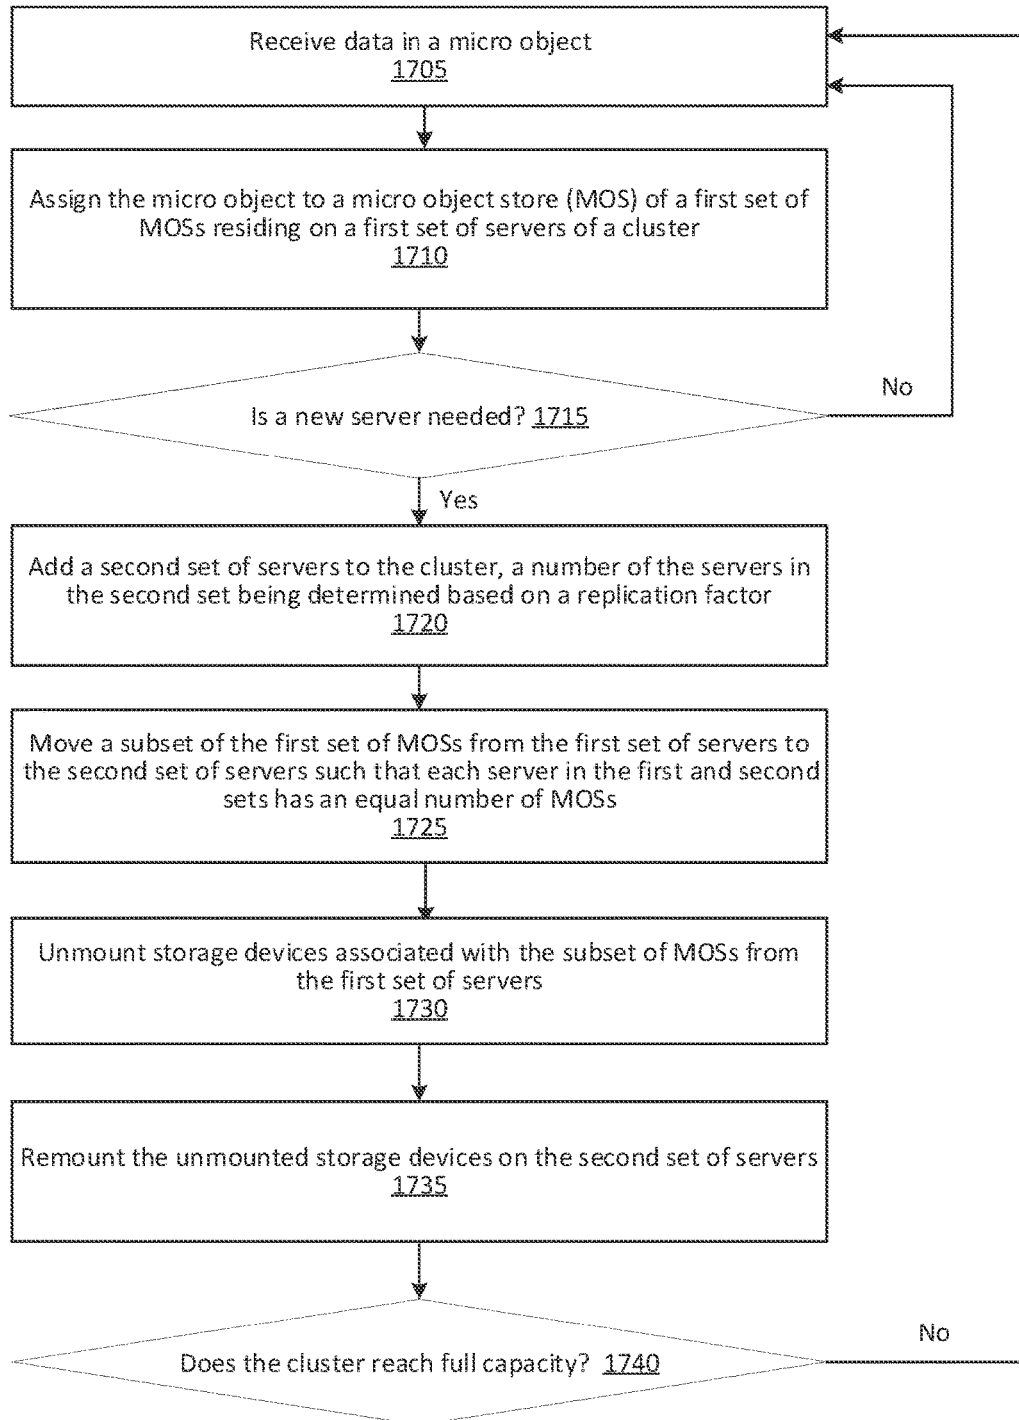 Receive data in a micro object
1705
Assign the micro object to a micro object store (MOS) of a first set of
MOSs residing on a first set of servers of a cluster
1710
Is a new server needed? 1715
No
Yes
Add a second set of servers to the cluster, a number of the servers in
the second set being determined based on a replication factor
1720
Move a subset of the first set of MOSs from the first set of servers to
the second set of servers such that each server in the first and second
sets has an equal number of MOSs
1725
Unmount storage devices associated with the subset of MOSs from
the first set of servers
1730
Remount the unmounted storage devices on the second set of servers
1735
Does the cluster reach full capacity? 1740
No